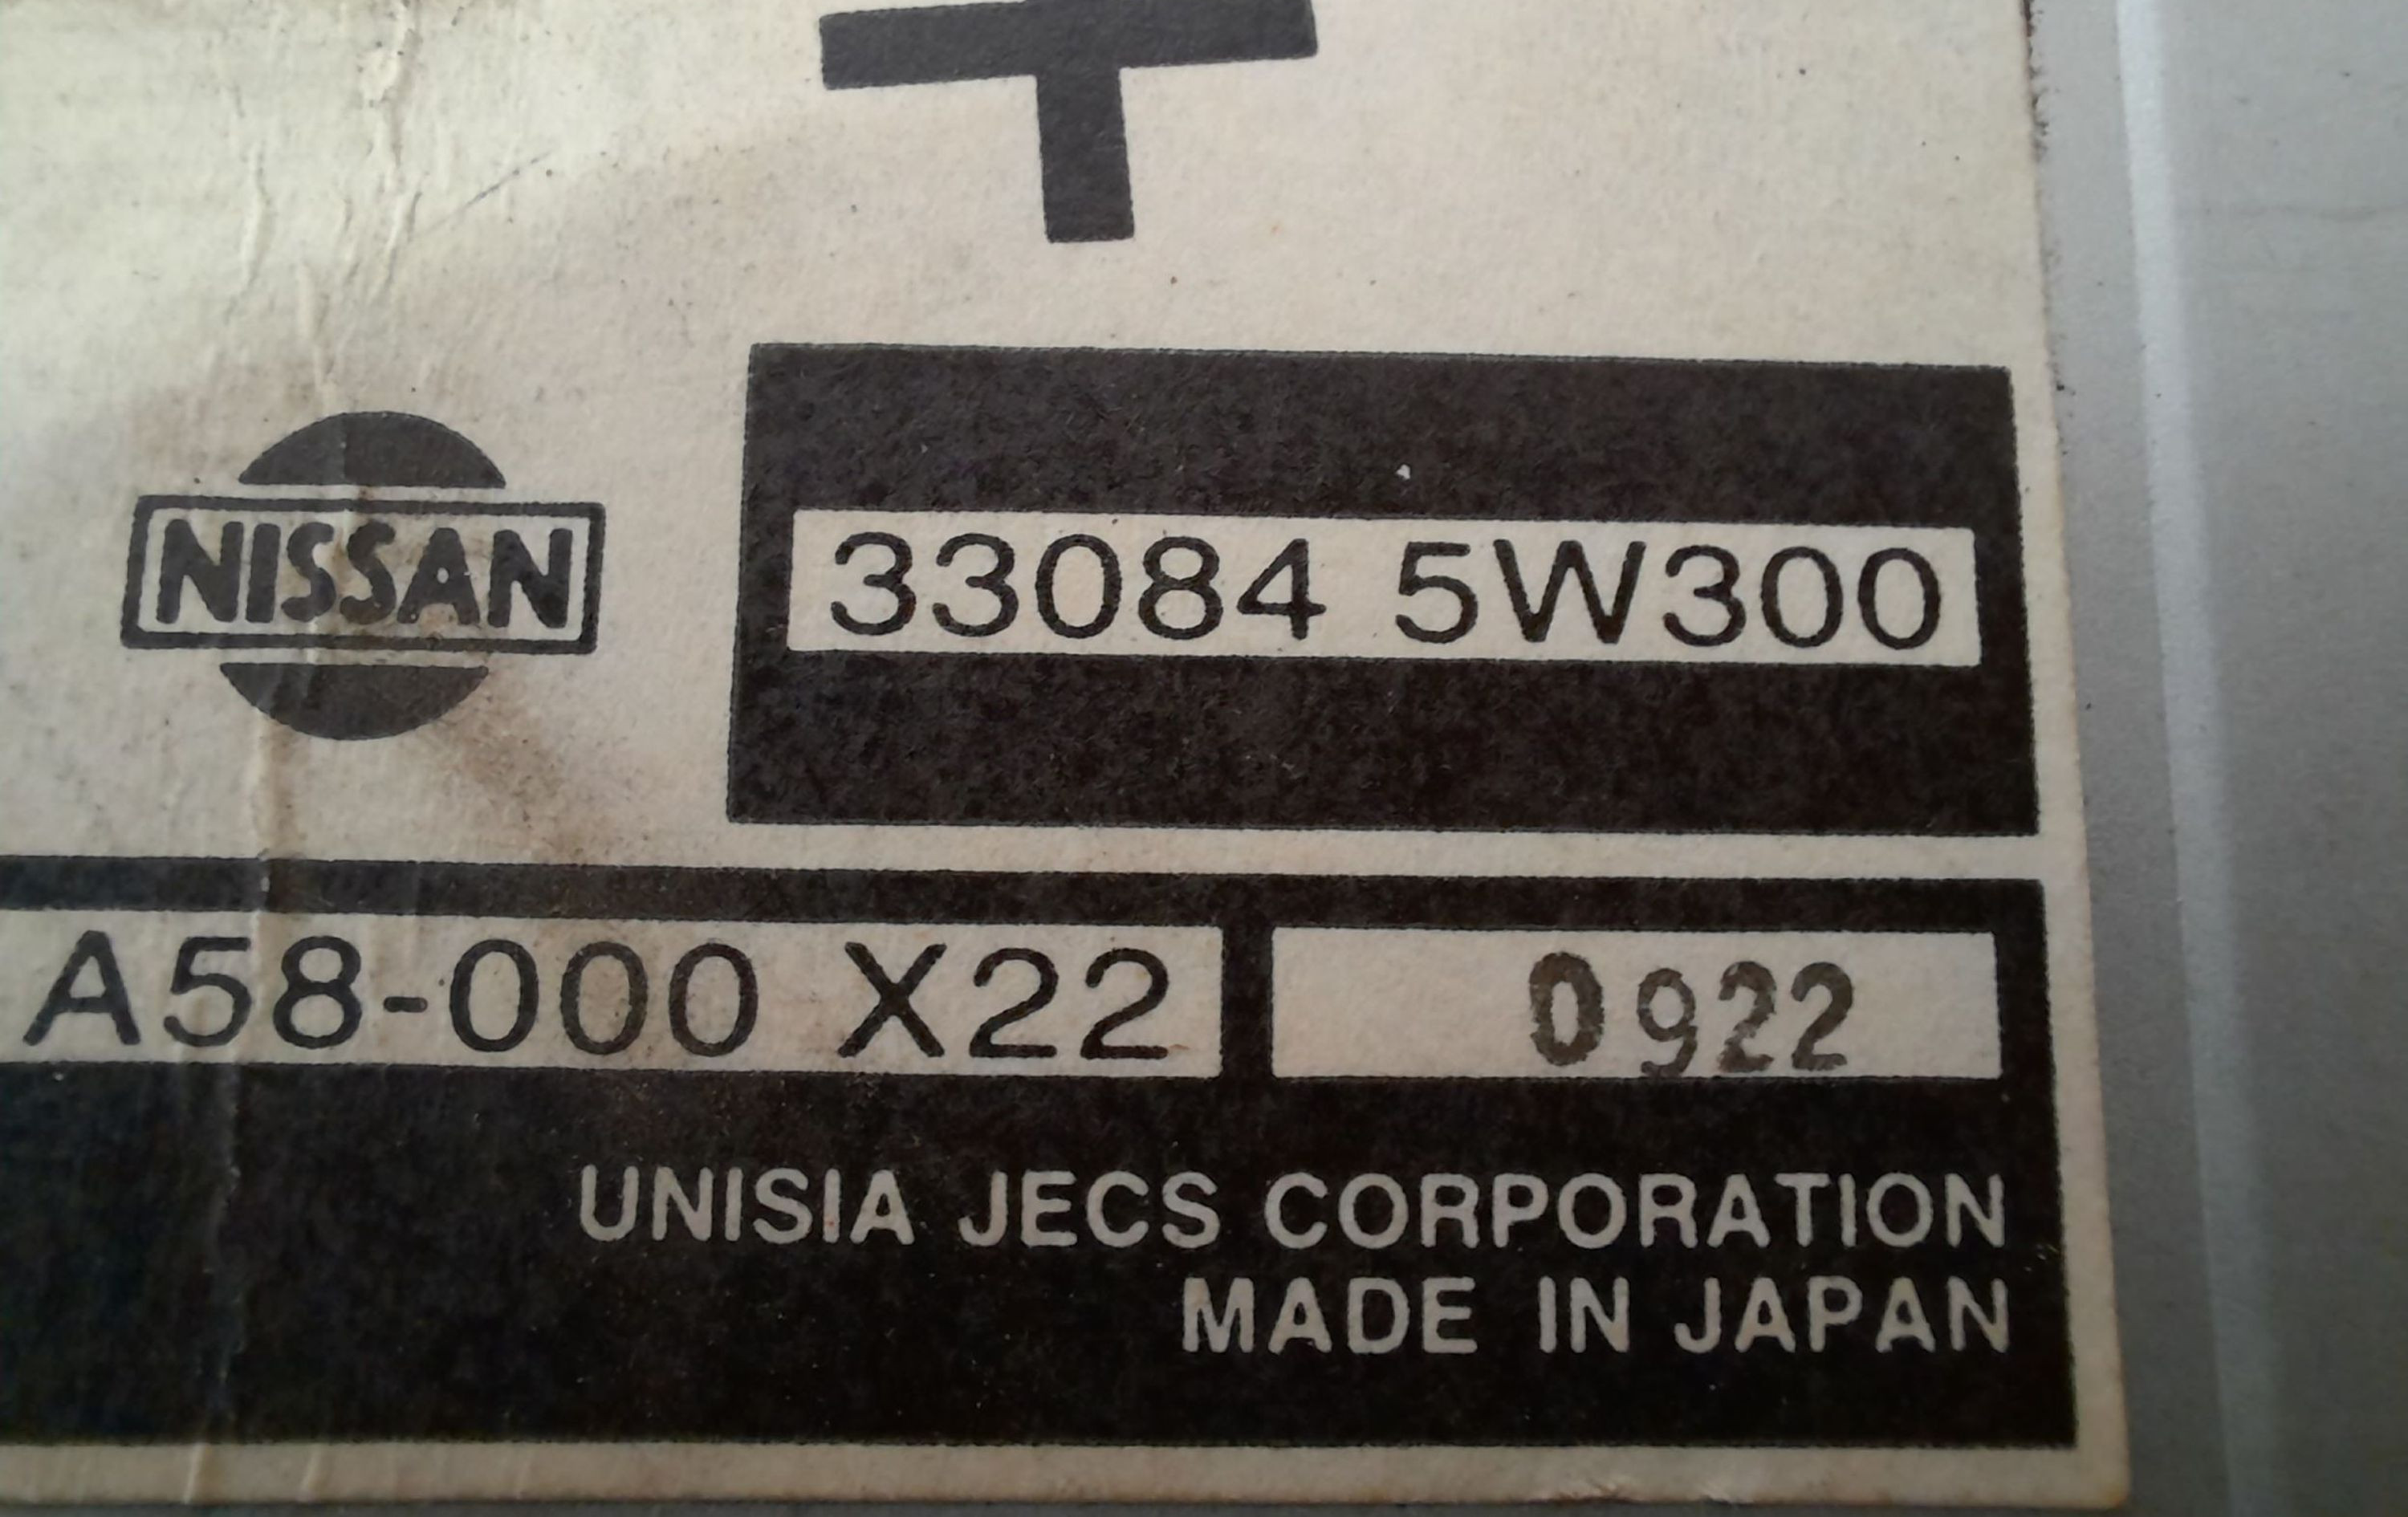 NISSAN
33084 5W300
A58-000 X22
0922
UNISIA JECS CORPORATION
MADE IN JAPAN